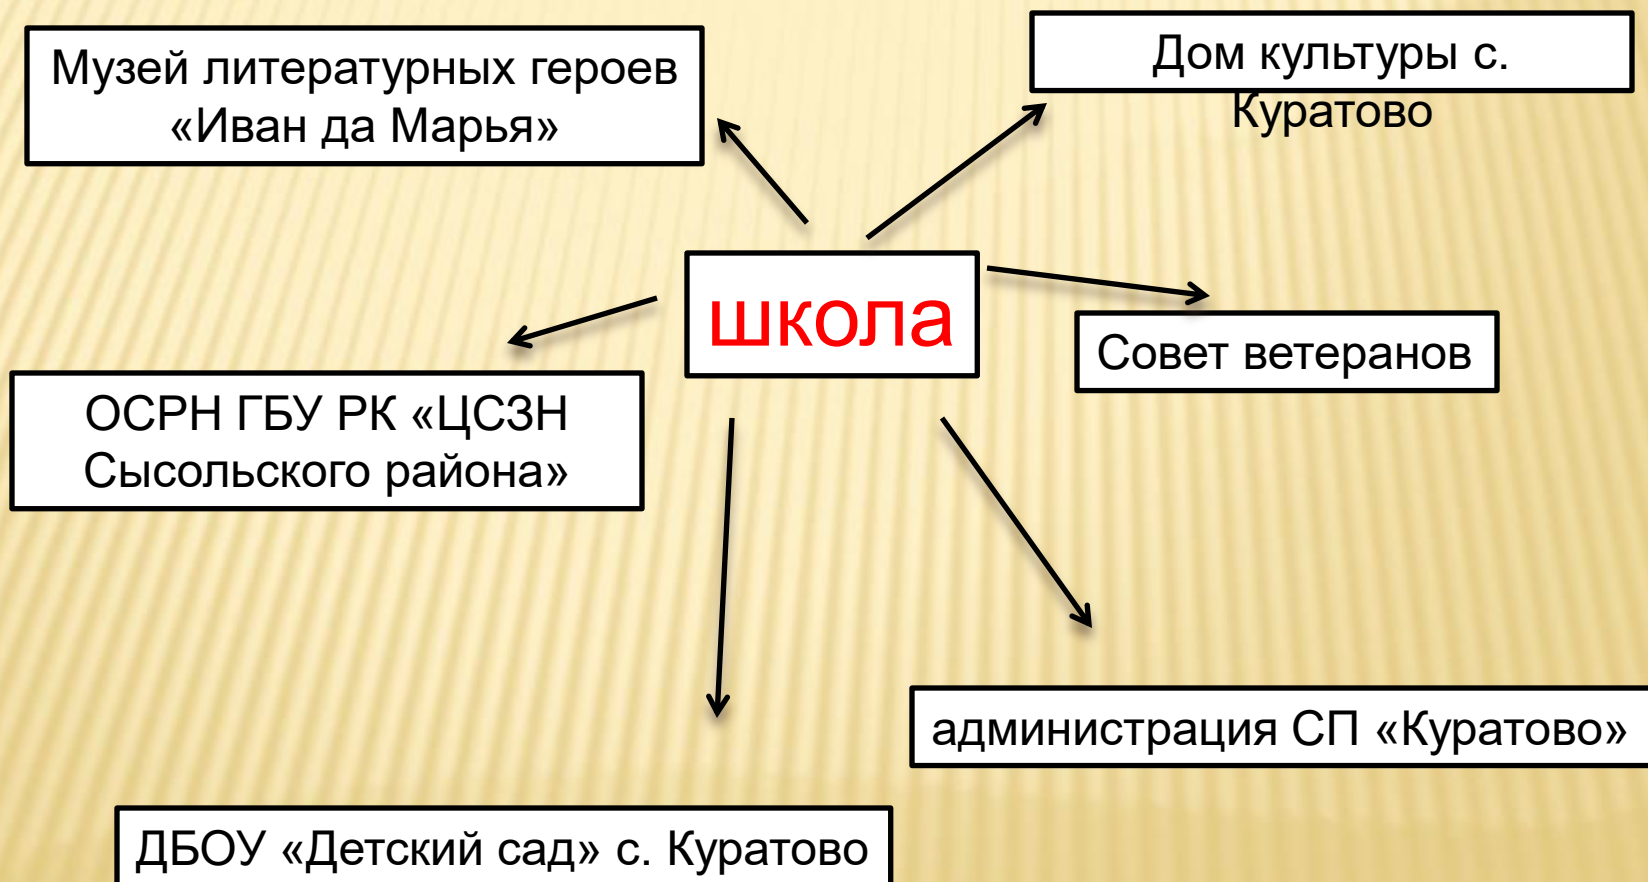 Музей литературных героев
«Иван да Марья»
Дом культуры с.
Куратово
школа
Совет ветеранов
ОСРН ГБУ РК «ЦСЗН
Сысольского района»
администрация СП «Куратово»
ДБОУ «Детский сад» с. Куратово